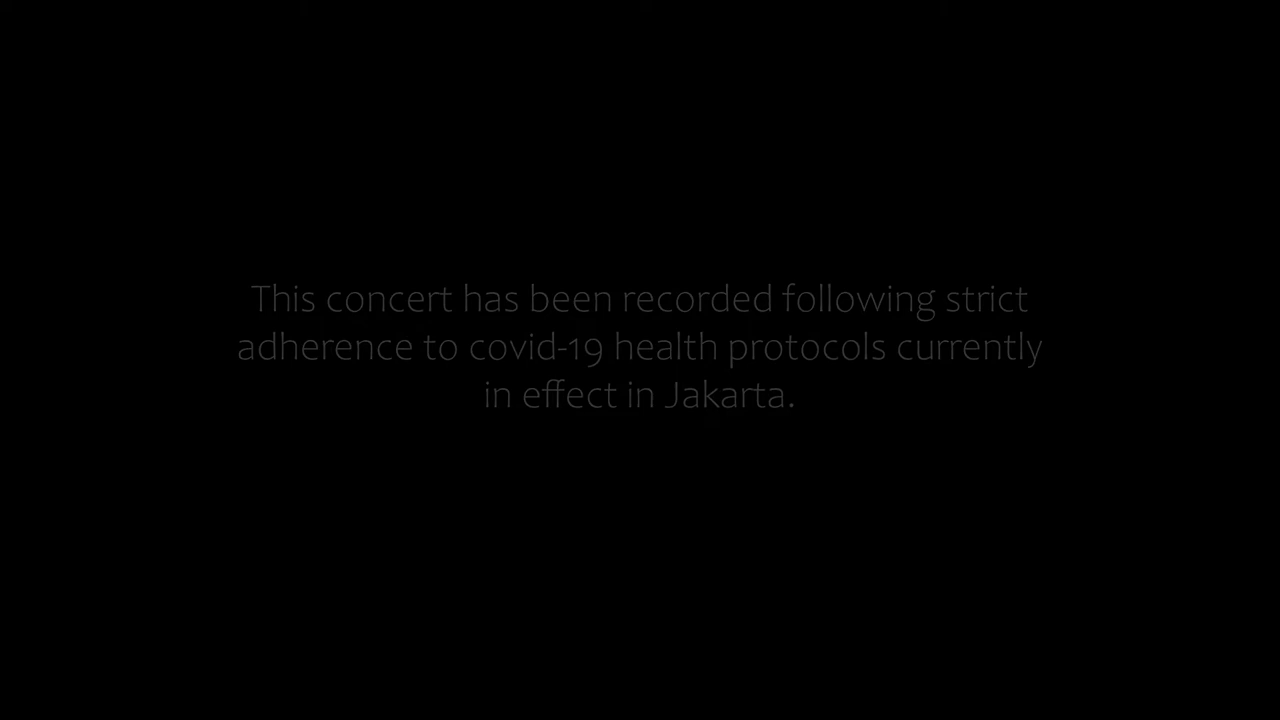 This concert has been recorded following strict
adherence to covid-19 health protocols currently
in effect in Jakarta.